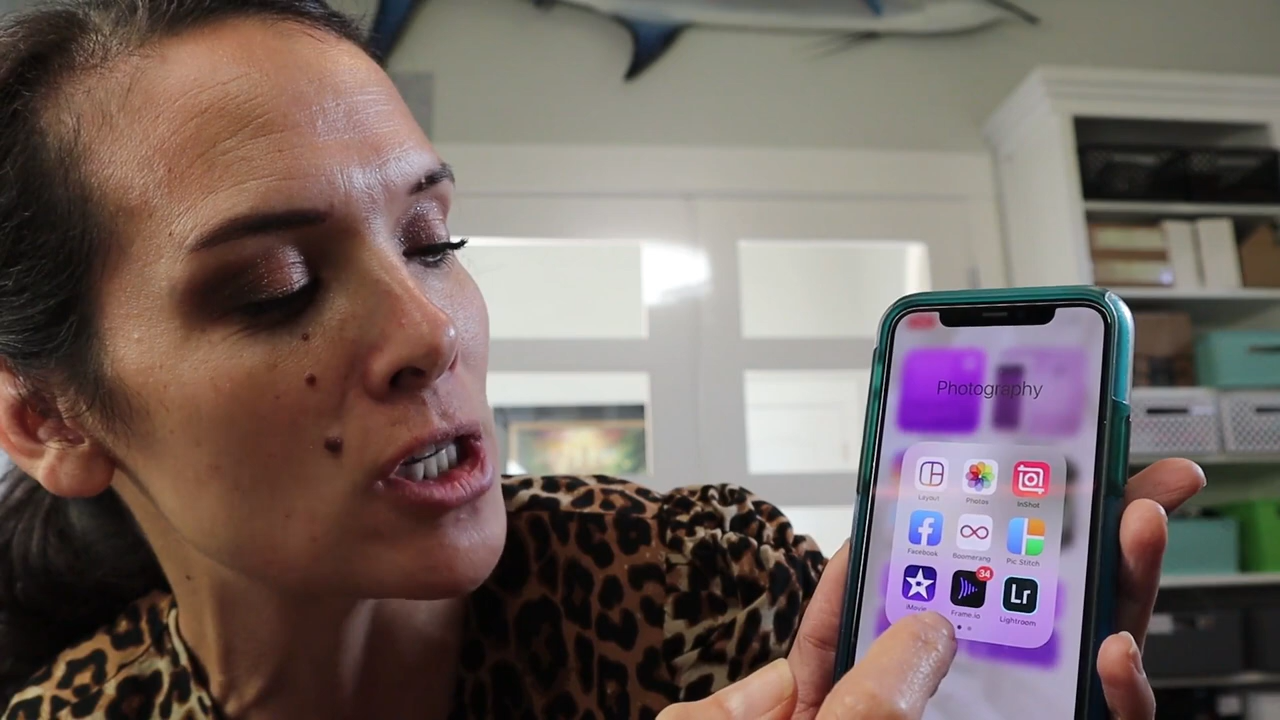 Photography
Layout Photos InShot
Facebook Boomerang Pic Stitch
34
iMovie Frame.io Lightroom
Lr